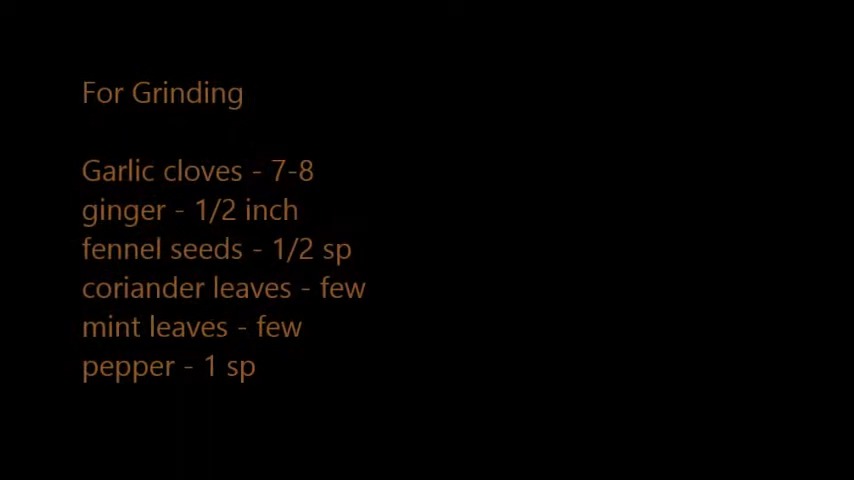 For Grinding
Garlic cloves - 7-8
ginger - 1/2 inch
fennel seeds - 1/2 sp
coriander leaves - few
mint leaves - few
pepper - 1 sp